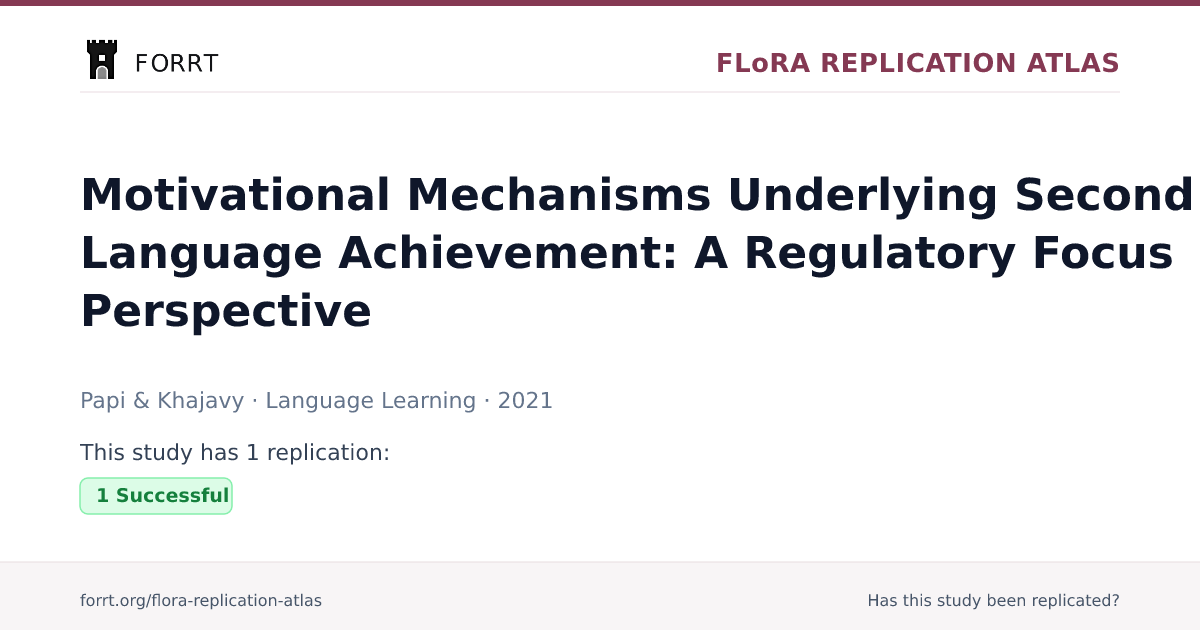 FORRT
FLoRA REPLICATION ATLAS
Motivational Mechanisms Underlying Second
Language Achievement: A Regulatory Focus
Perspective
Papi & Khajavy · Language Learning · 2021
This study has 1 replication:
1 Successful
forrt.org/flora-replication-atlas
Has this study been replicated?